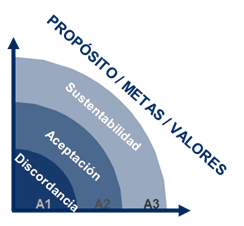 PROPÓSITO / METAS / VALORES
Sustentabilidad
Aceptación
Discordancia
A1 A2 A3